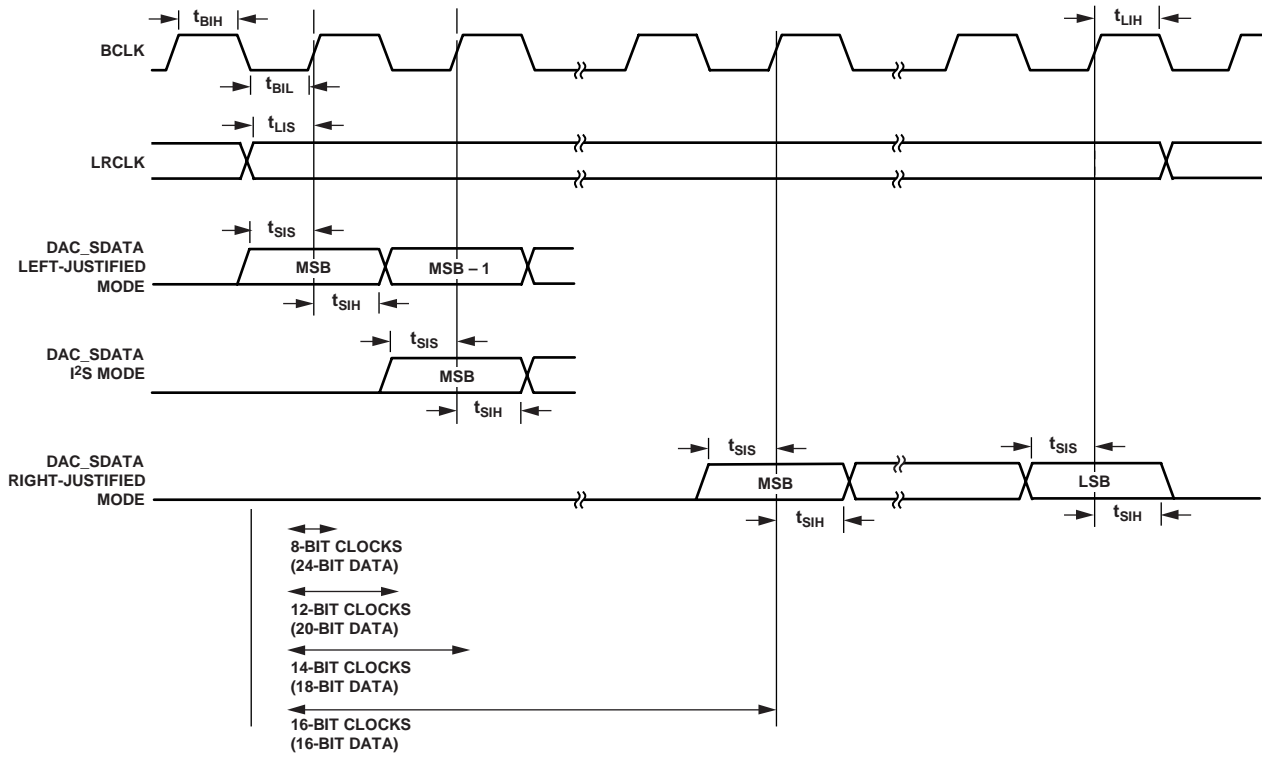 tBIH
tLIH
BCLK
tBIL
tLIS
LRCLK
tSIS
DAC_SDATA
LEFT-JUSTIFIED
MODE
MSB
MSB – 1
tSIH
tSIS
DAC_SDATA
I2S MODE
MSB
tSIH
tSIS
tSIS
DAC_SDATA
RIGHT-JUSTIFIED
MODE
MSB
LSB
tSIH
tSIH
8-BIT CLOCKS
(24-BIT DATA)
12-BIT CLOCKS
(20-BIT DATA)
14-BIT CLOCKS
(18-BIT DATA)
16-BIT CLOCKS
(16-BIT DATA)